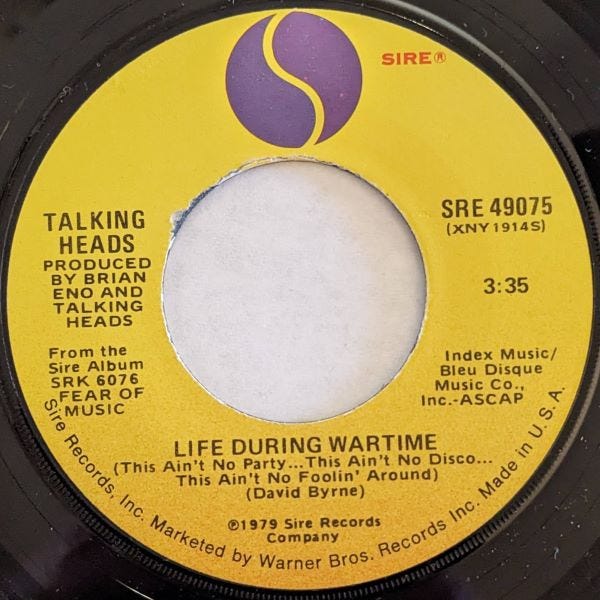 SIRE®
TALKING
HEADS
PRODUCED
BY BRIAN
ENO AND
TALKING
HEADS
From the
Sire Album
SRK 6076
FEAR OF
MUSIC
SRE 49075
(XNY1914S)
3:35
Index Music/
Bleu Disque
Music Co.,
Inc.-ASCAP
LIFE DURING WARTIME
(This Ain't No Party...This Ain't No Disco...
This Ain't No Foolin' Around)
(David Byrne)
℗1979 Sire Records
Company
Sire Records, Inc. Marketed by Warner Bros. Records Inc. Made in U.S.A.